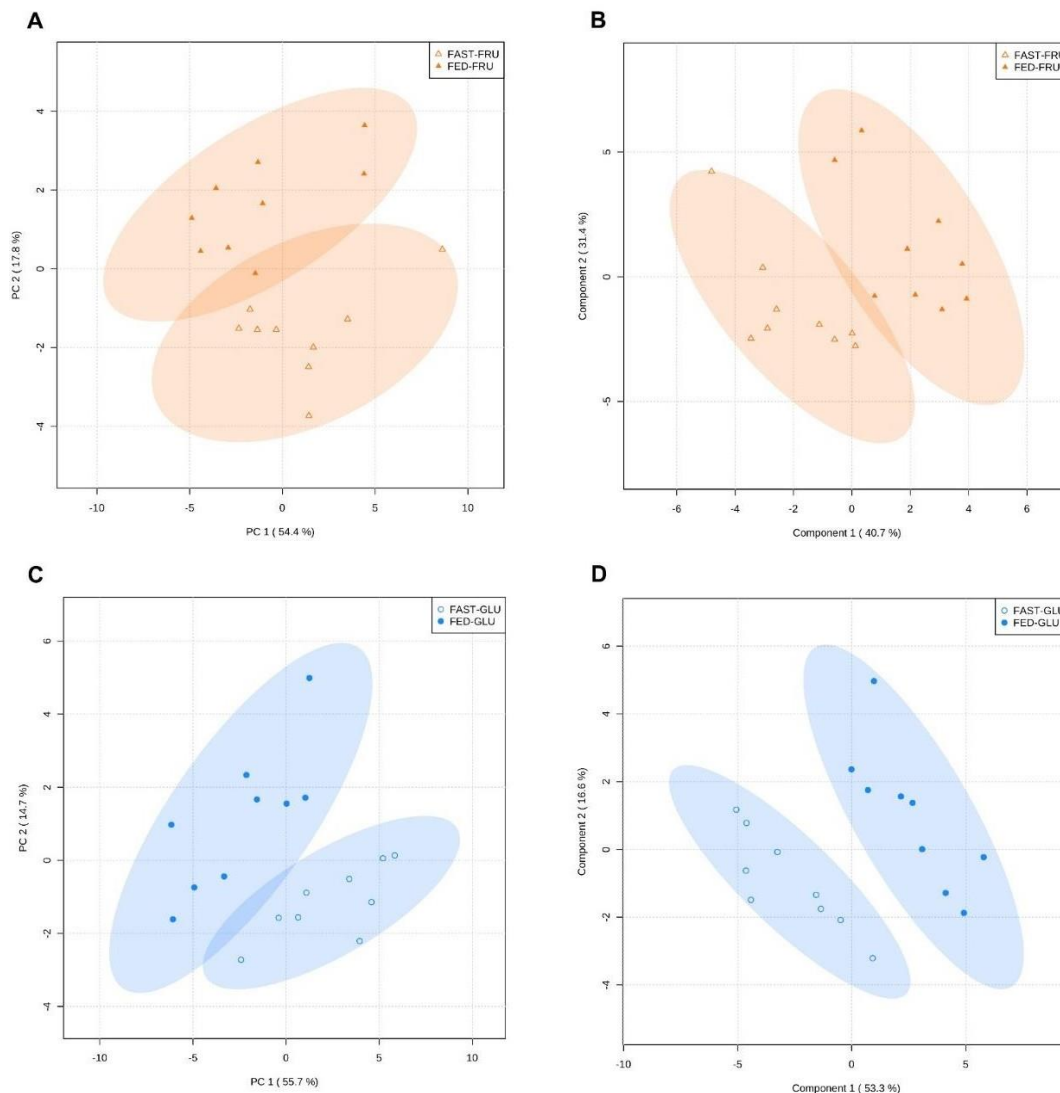 A
FAST-FRU
FED-FRU
4
2
0
-2
-4
PC 2 ( 17.8 %)
-10 -5 0 5 10
PC 1 ( 54.4 %)
B
FAST-FRU
FED-FRU
5
0
-5
Component 2 ( 31.4 %)
-6 -4 -2 0 2 4 6
Component 1 ( 40.7 %)
C
FAST-GLU
FED-GLU
6
4
2
0
-2
-4
PC 2 ( 14.7 %)
-10 -5 0 5 10
PC 1 ( 55.7 %)
D
FAST-GLU
FED-GLU
6
4
2
0
-2
-4
Component 2 ( 16.6 %)
-10 -5 0 5
Component 1 ( 53.3 %)